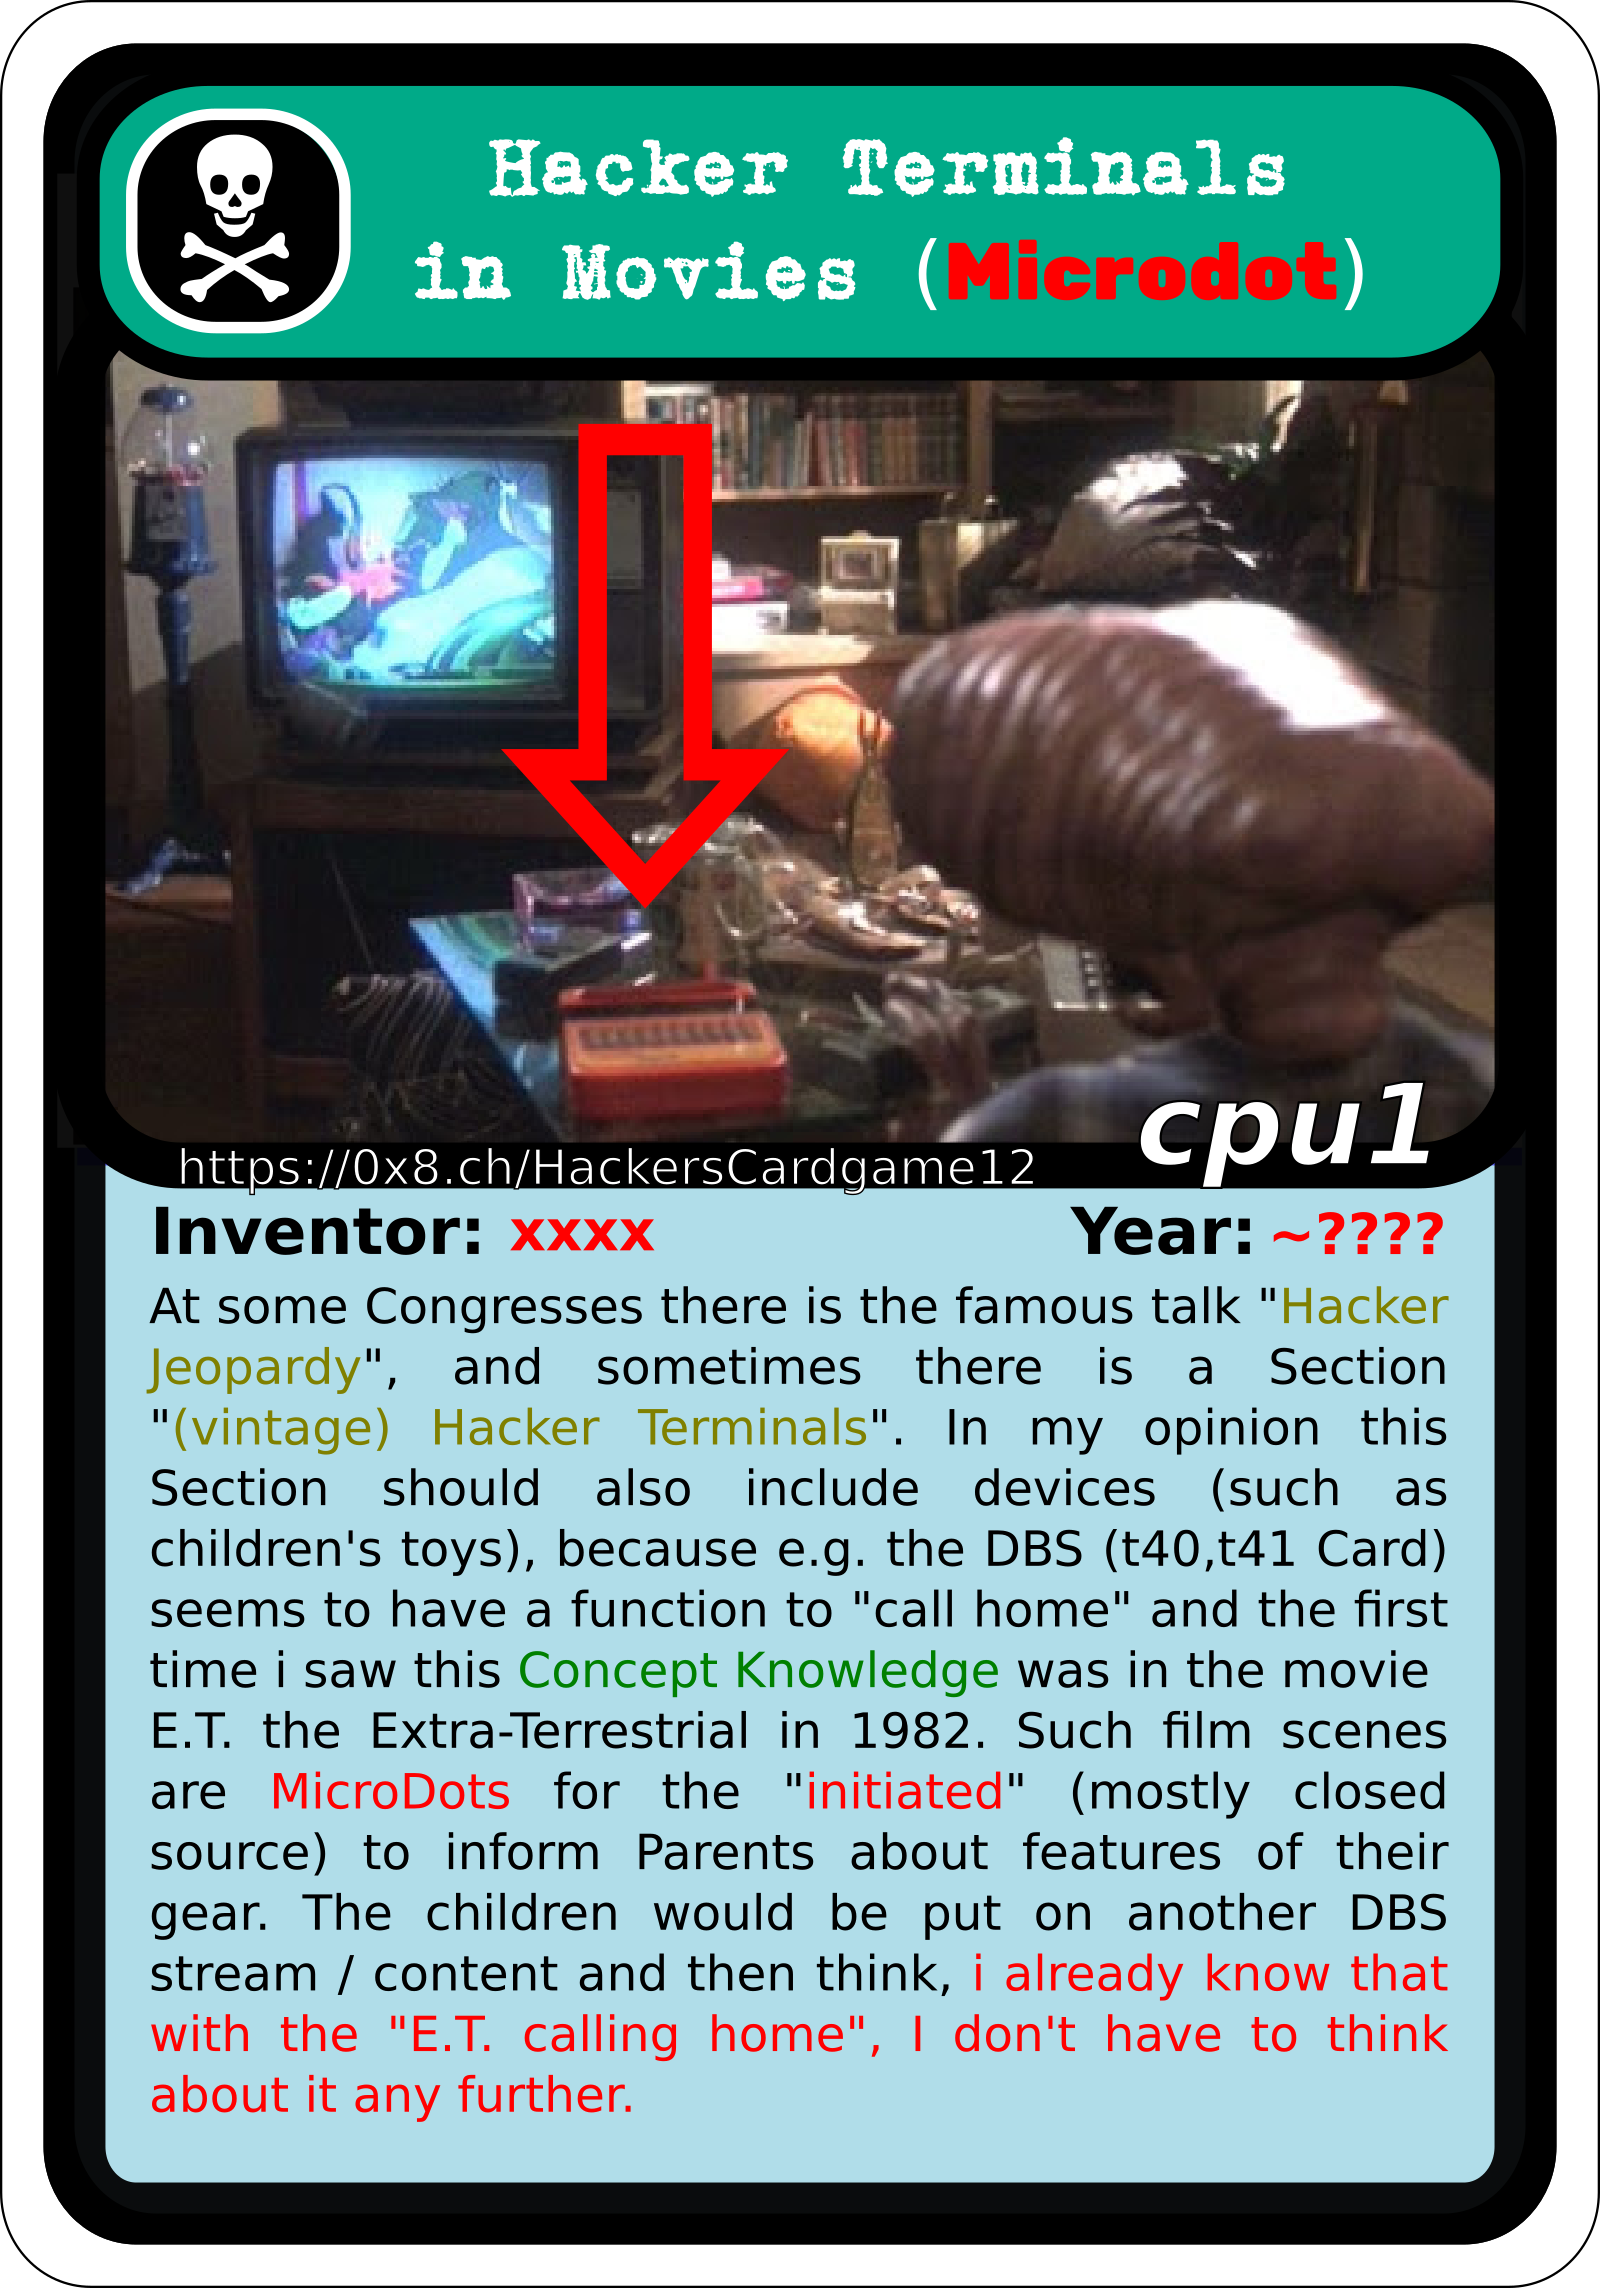 Hacker Terminals
in Movies (Microdot)
cpu1
https://0x8.ch/HackersCardgame12
Inventor: xxxx Year: ~????
At some Congresses there is the famous talk "Hacker
Jeopardy", and sometimes there is a Section
"(vintage) Hacker Terminals". In my opinion this
Section should also include devices (such as
children's toys), because e.g. the DBS (t40,t41 Card)
seems to have a function to "call home" and the first
time i saw this Concept Knowledge was in the movie
E.T. the Extra-Terrestrial in 1982. Such film scenes
are MicroDots for the "initiated" (mostly closed
source) to inform Parents about features of their
gear. The children would be put on another DBS
stream / content and then think, i already know that
with the "E.T. calling home", I don't have to think
about it any further.